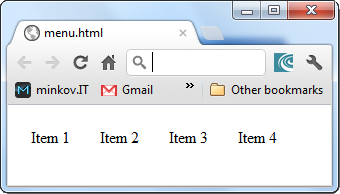 menu.html
minkov.IT Gmail » Other bookmarks
Item 1 Item 2 Item 3 Item 4